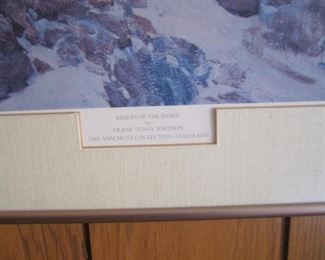 RIDERS OF THE DAWN
by
FRANK TENNY JOHNSON
THE ANSCHUTZ COLLECTION, COLORADO